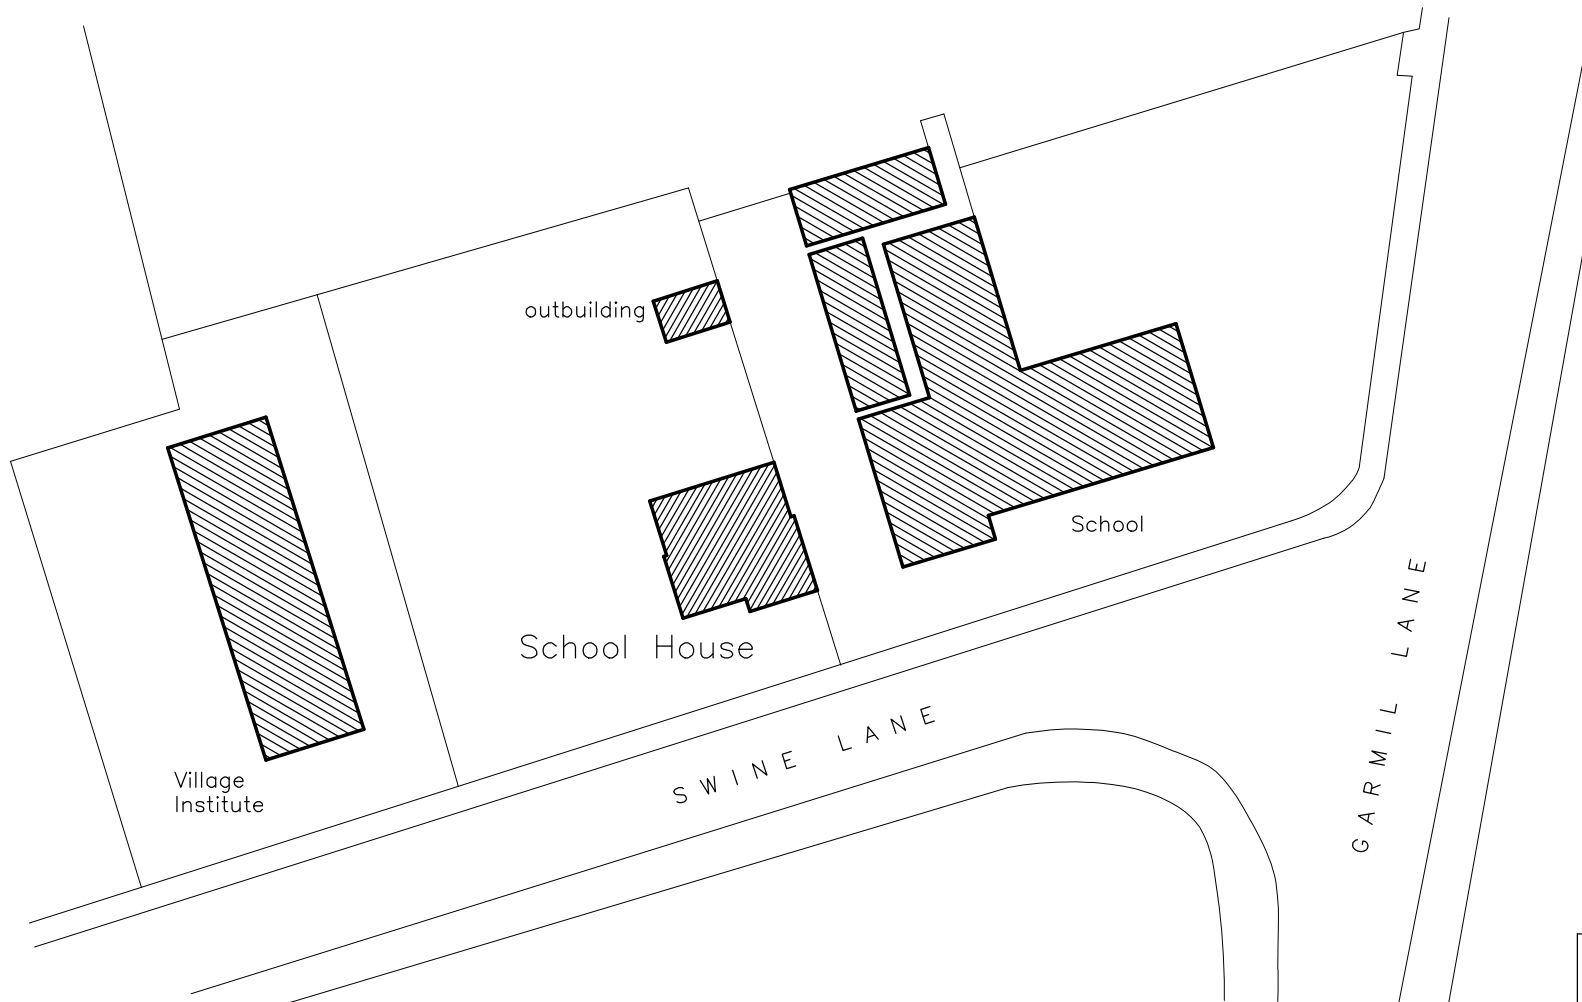 outbuilding
School
School House
SWINE LANE
GARMIL LANE
Village
Institute